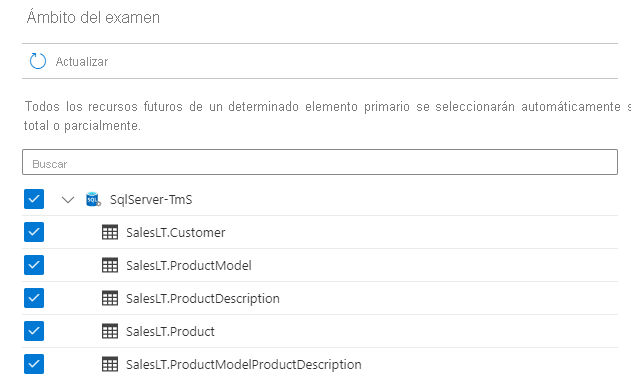 Ámbito del examen
Actualizar
Todos los recursos futuros de un determinado elemento primario se seleccionarán automáticamente
total o parcialmente.
Buscar
SqlServer-TmS
SalesLT.Customer
SalesLT.ProductModel
SalesLT.ProductDescription
SalesLT.Product
SalesLT.ProductModelProductDescription